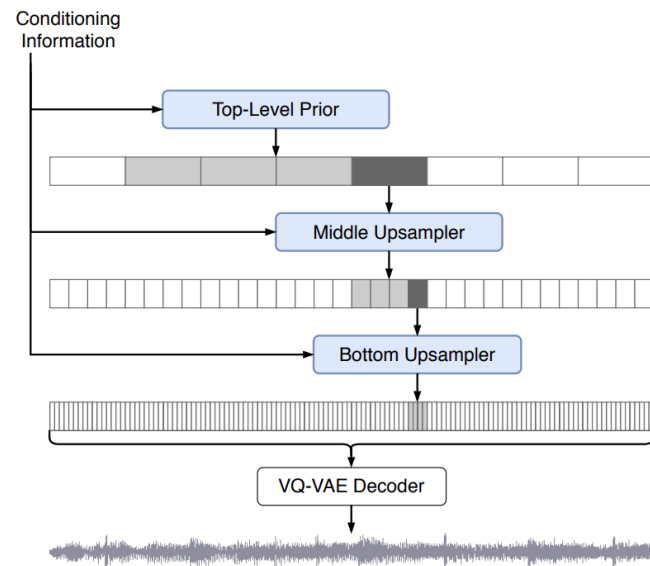 Conditioning
Information
Top-Level Prior
Middle Upsampler
Bottom Upsampler
VQ-VAE Decoder